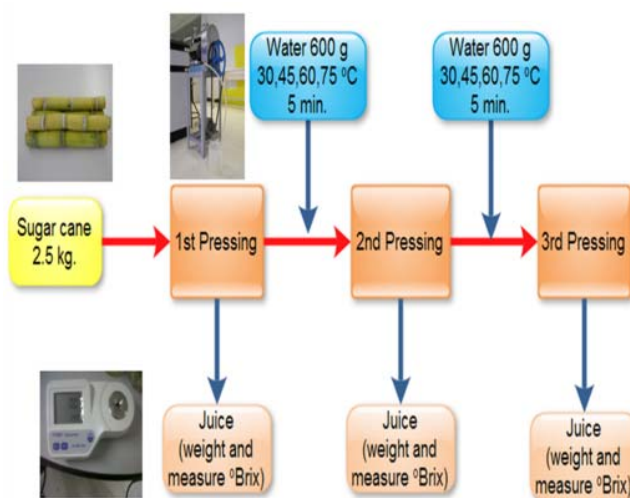 Water 600 g
30,45,60,75 ºC
5 min.
Water 600 g
30,45,60,75 ºC
5 min.
Sugar cane
2.5 kg.
1st Pressing
2nd Pressing
3rd Pressing
Juice
(weight and
measure ºBrix)
Juice
(weight and
measure ºBrix)
Juice
(weight and
measure ºBrix)